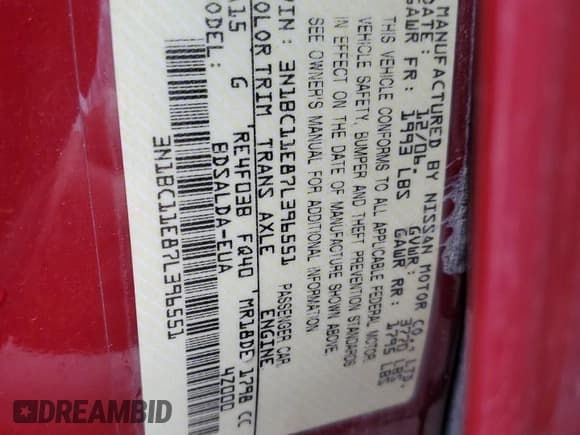 MANUFACTURED BY NISSAN MOTOR CO., LTD.
DATE: 12/06 GVWR: 3770 LBS
GAWR FR: 1993 LBS GAWR RR: 1795 LBS
THIS VEHICLE CONFORMS TO ALL APPLICABLE FEDERAL MOTOR
VEHICLE SAFETY, BUMPER AND THEFT PREVENTION STANDARDS
IN EFFECT ON THE DATE OF MANUFACTURE SHOWN ABOVE.
SEE OWNER'S MANUAL FOR ADDITIONAL INFORMATION
VIN: 3N1BC11E87L396551 PASSENGER CAR
COLOR TRIM TRANS AXLE ENGINE
A15 G RE4F03B FQ40 MR18DE 1798 CC
MODEL: BDSALDA-EUA 4Z000
3N1BC11E87L396551
DREAMBID